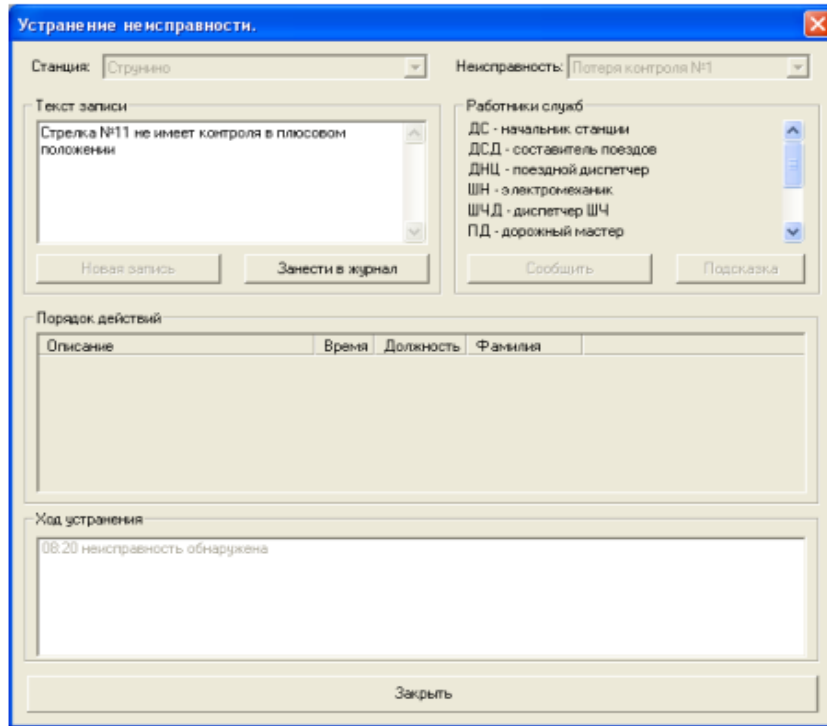 Устранение неисправности.
Станция: Струнино
Неисправность: Потеря контроля №1
Текст записи
Стрелка №11 не имеет контроля в плюсовом
положении
Новая запись
Занести в журнал
Работники служб
ДС - начальник станции
ДСД - составитель поездов
ДНЦ - поездной диспетчер
ШН - электромеханик
ШЧД - диспетчер ШЧ
ПД - дорожный мастер
Сообщить
Подсказка
Порядок действий
Описание Время Должность Фамилия
Ход устранения
08:20 неисправность обнаружена
Закрыть